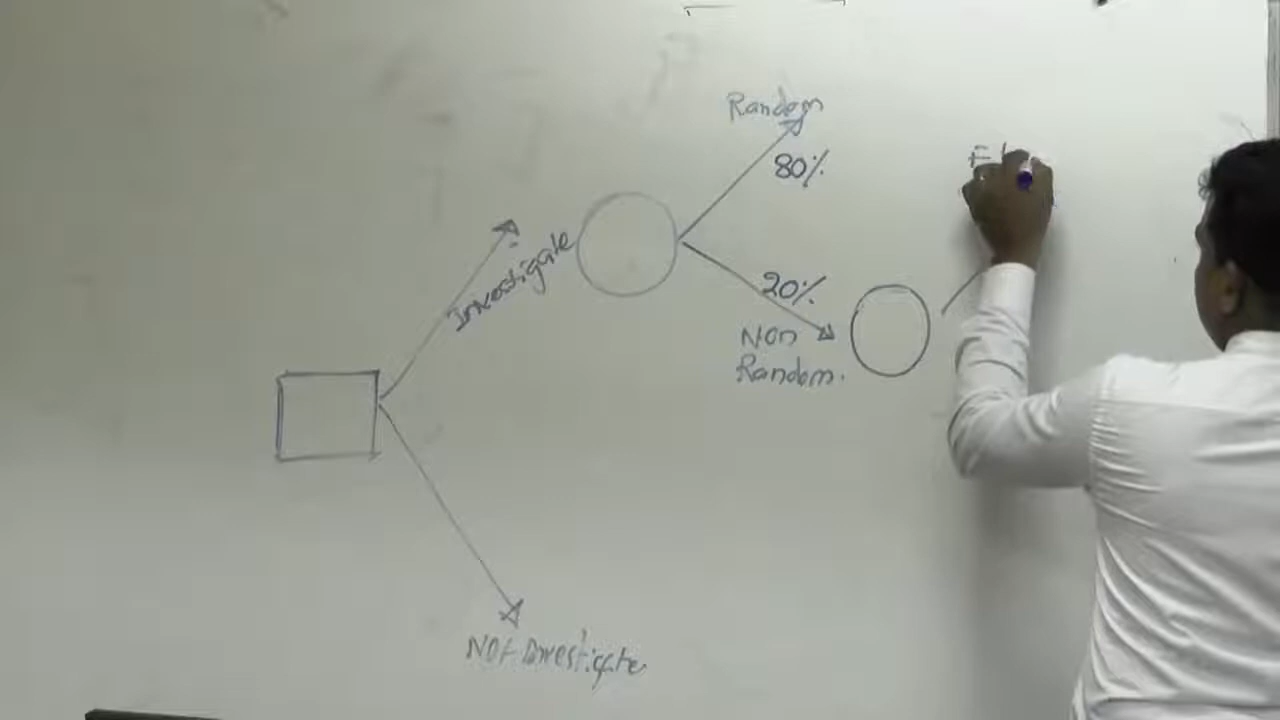 Random
80%
Investigate
20%
Non
Random.
Not Investigate